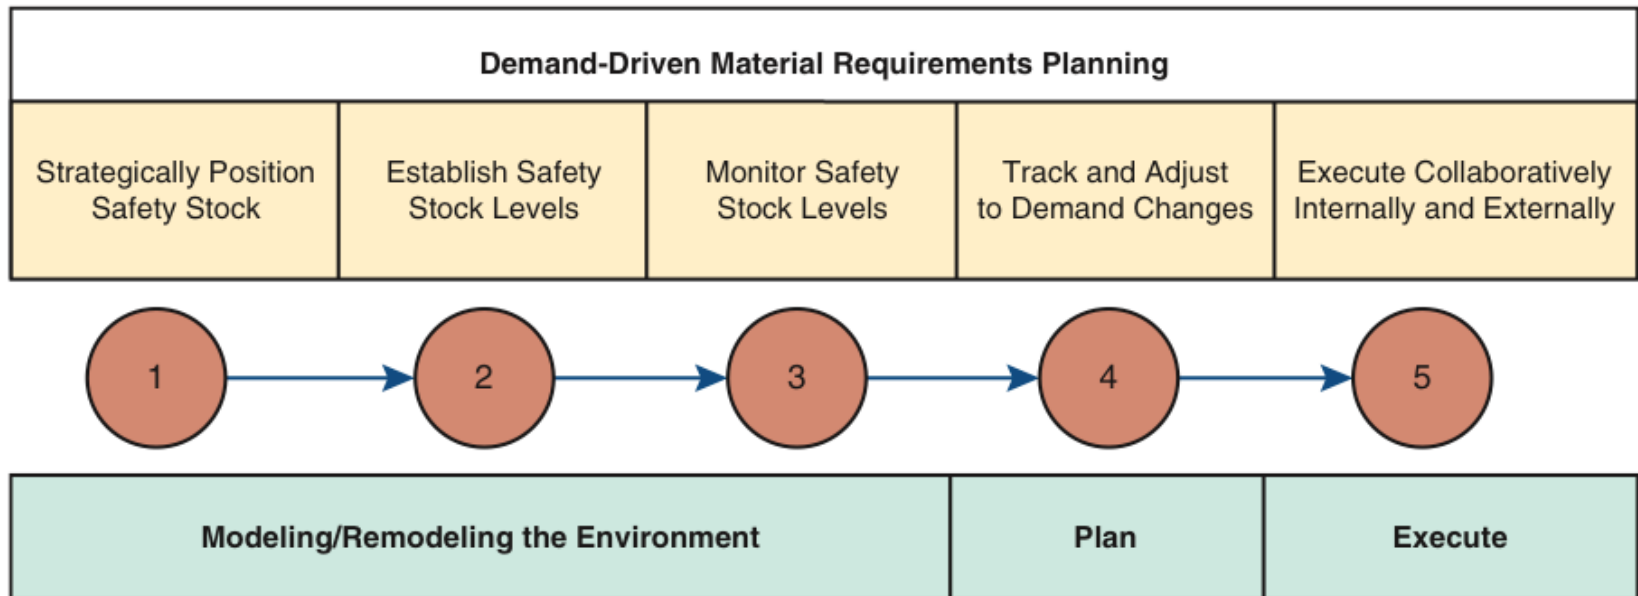 Demand-Driven Material Requirements Planning
Strategically Position
Safety Stock
Establish Safety
Stock Levels
Monitor Safety
Stock Levels
Track and Adjust
to Demand Changes
Execute Collaboratively
Internally and Externally
1
2
3
4
5
Modeling/Remodeling the Environment
Plan
Execute